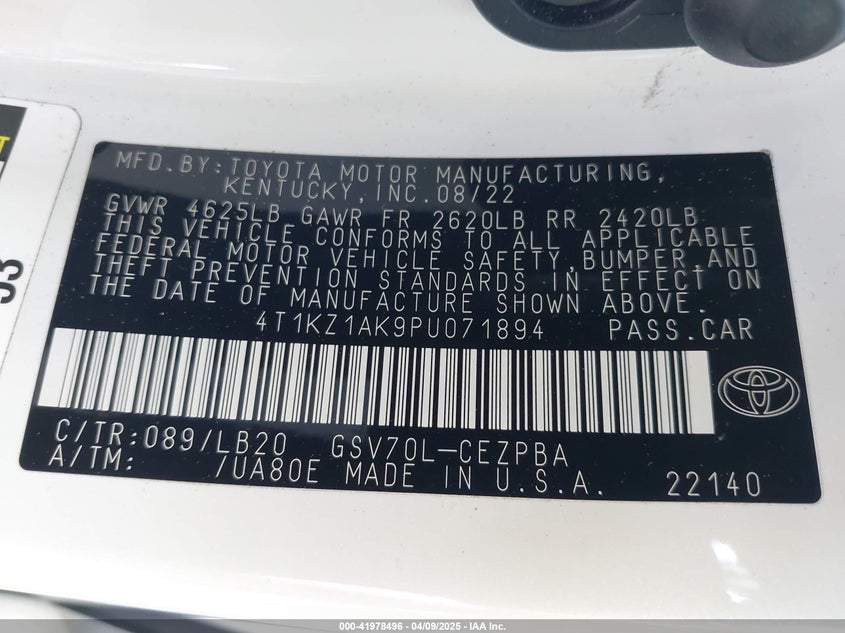 MFD.BY:TOYOTA MOTOR MANUFACTURING,
KENTUCKY,INC.08/22
GVWR 4625LB GAWR FR 2620LB RR 2420LB
THIS VEHICLE CONFORMS TO ALL APPLICABLE
FEDERAL MOTOR VEHICLE SAFETY,BUMPER,AND
THEFT PREVENTION STANDARDS IN EFFECT ON
THE DATE OF MANUFACTURE SHOWN ABOVE.
4T1KZ1AK9PU071894 PASS.CAR
C/TR:089/LB20 GSV70L-CEZPBA
A/TM: /UA80E MADE IN U.S.A. 22140
000-41978496 | 04/09/2025 - IAA Inc.